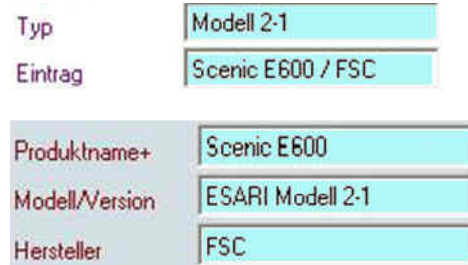 Typ Modell 2-1
Eintrag Scenic E600 / FSC
Produktname+ Scenic E600
Modell/Version ESARI Modell 2-1
Hersteller FSC